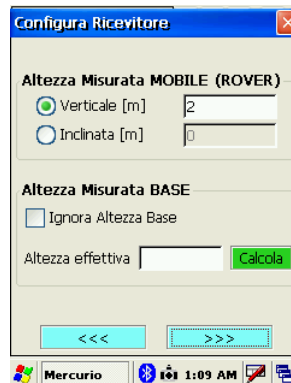 Configura Ricevitore
Altezza Misurata MOBILE (ROVER)
Verticale [m] 2
Inclinata [m] 0
Altezza Misurata BASE
Ignora Altezza Base
Altezza effettiva Calcola
<<< >>>
Mercurio 1:09 AM